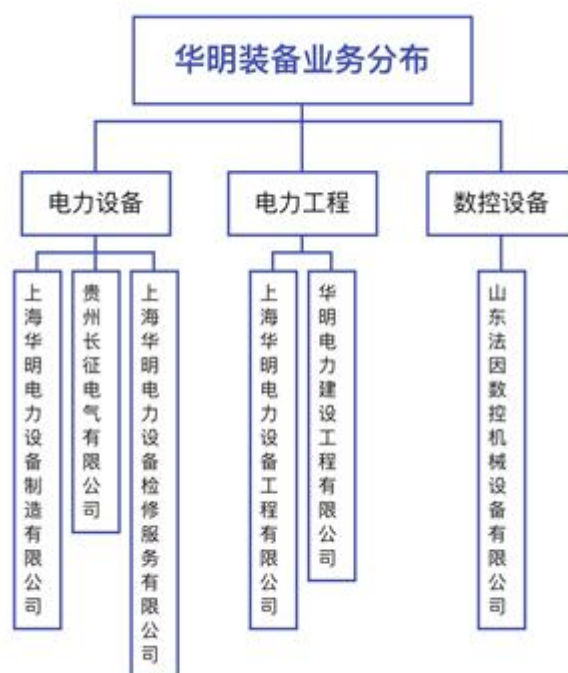 华明装备业务分布
电力设备
电力工程
数控设备
上海华明电力设备制造有限公司
贵州长征电气有限公司
上海华明电力设备检修服务有限公司
上海华明电力设备工程有限公司
华明电力建设工程有限公司
山东法因数控机械设备有限公司